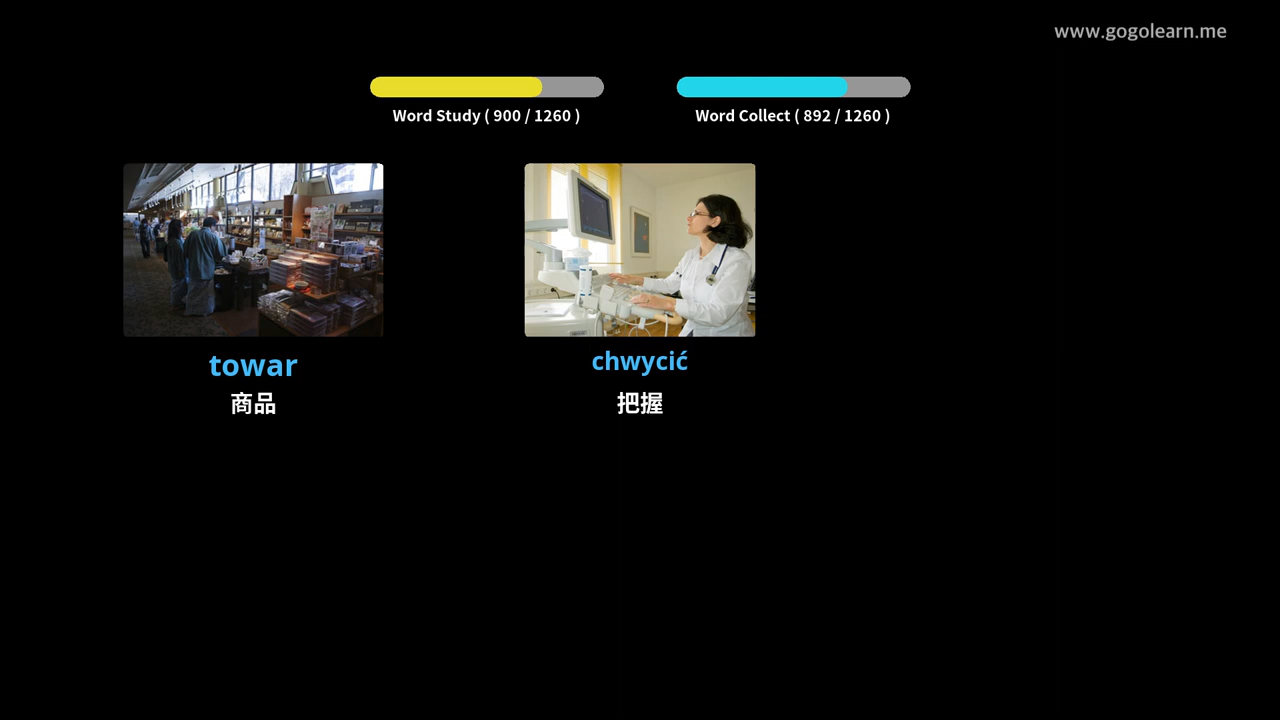 www.gogolearn.me
Word Study ( 900 / 1260 )
Word Collect ( 892 / 1260 )
towar
商品
chwycić
把握